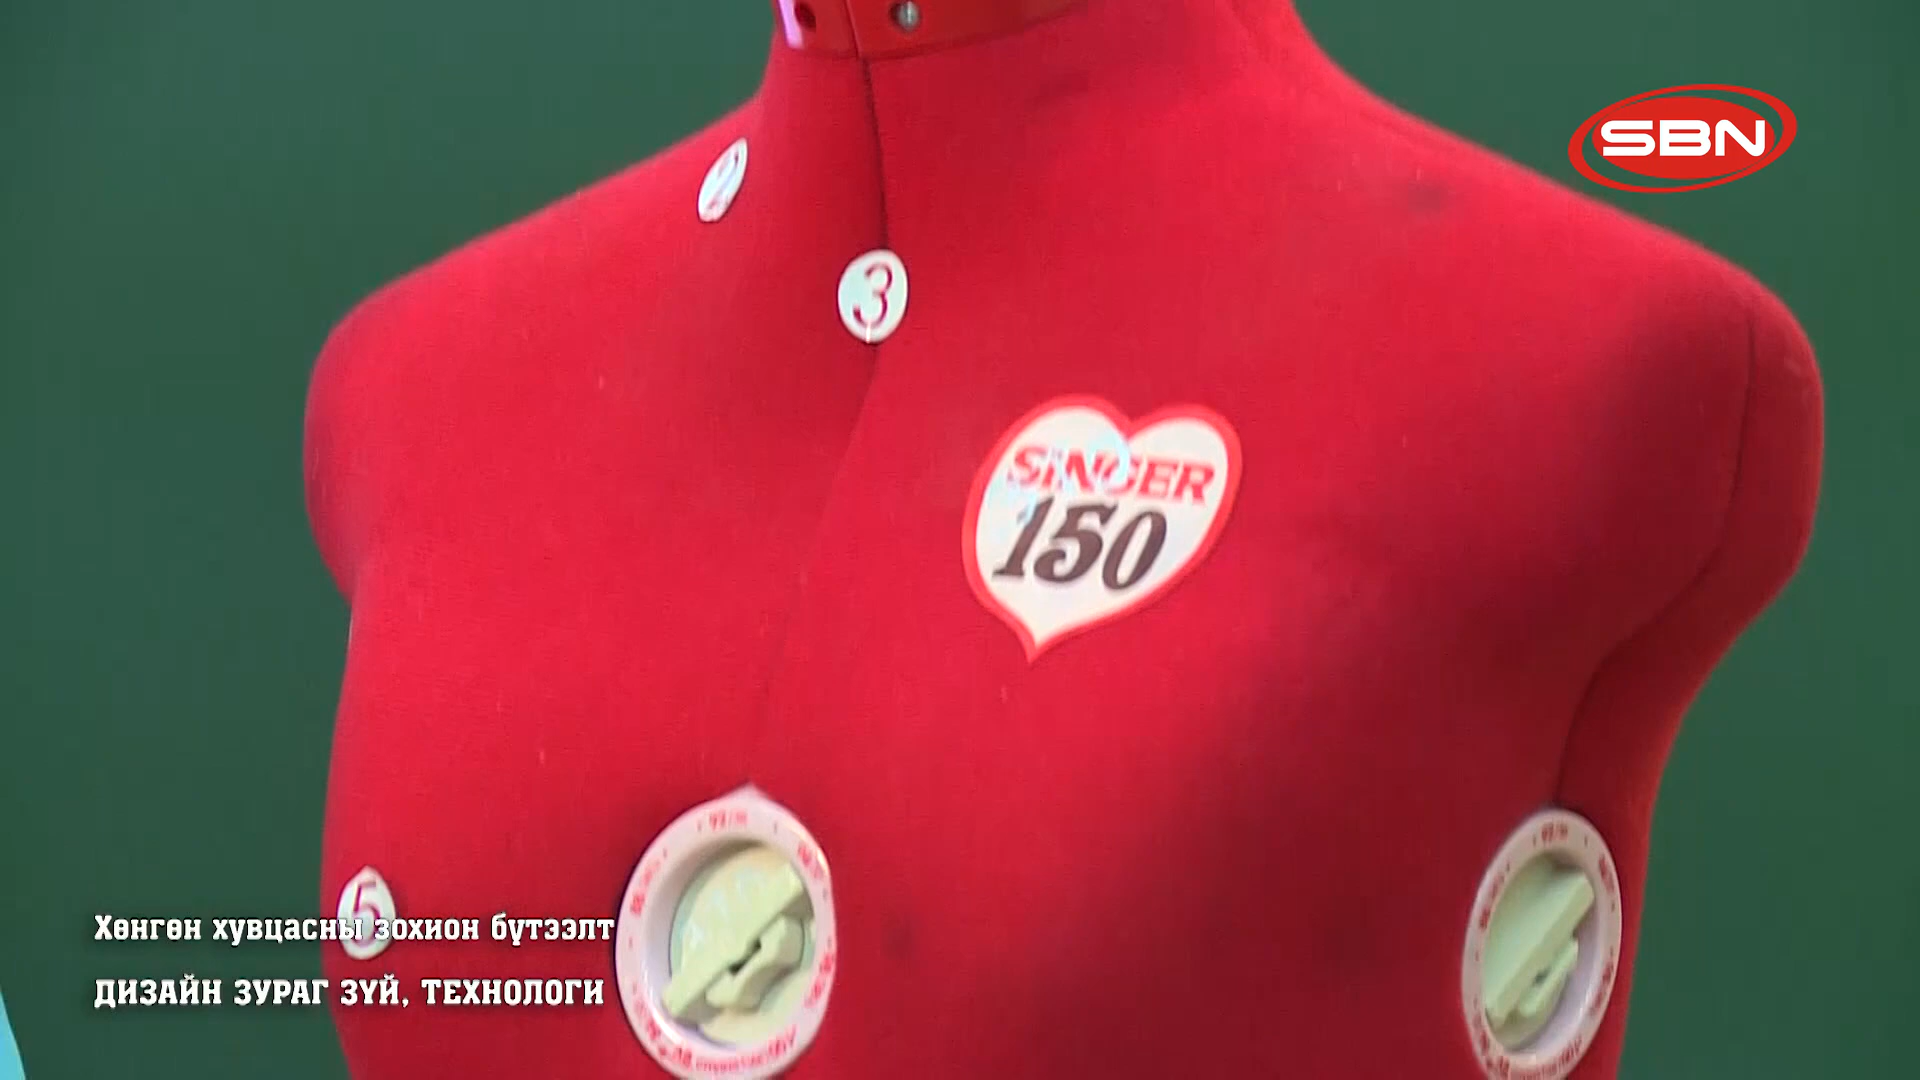 SBN
2
3
SINGER
150
5
Хөнгөн хувцасны зохион бүтээлт
ДИЗАЙН ЗУРАГ ЗҮЙ, ТЕХНОЛОГИ